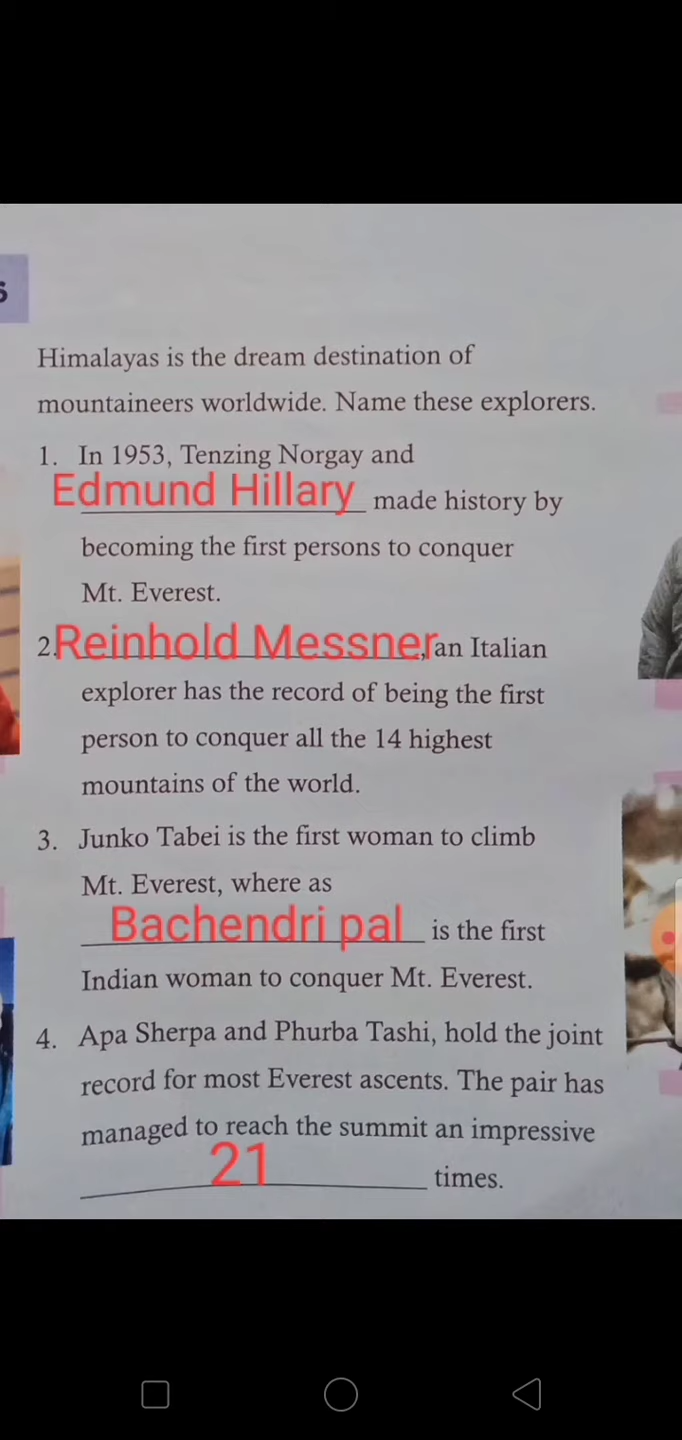 Himalayas is the dream destination of
mountaineers worldwide. Name these explorers.
1. In 1953, Tenzing Norgay and
Edmund Hillary made history by
becoming the first persons to conquer
Mt. Everest.
2. Reinhold Messner, an Italian
explorer has the record of being the first
person to conquer all the 14 highest
mountains of the world.
3. Junko Tabei is the first woman to climb
Mt. Everest, where as
Bachendri pal is the first
Indian woman to conquer Mt. Everest.
4. Apa Sherpa and Phurba Tashi, hold the joint
record for most Everest ascents. The pair has
managed to reach the summit an impressive
21 times.